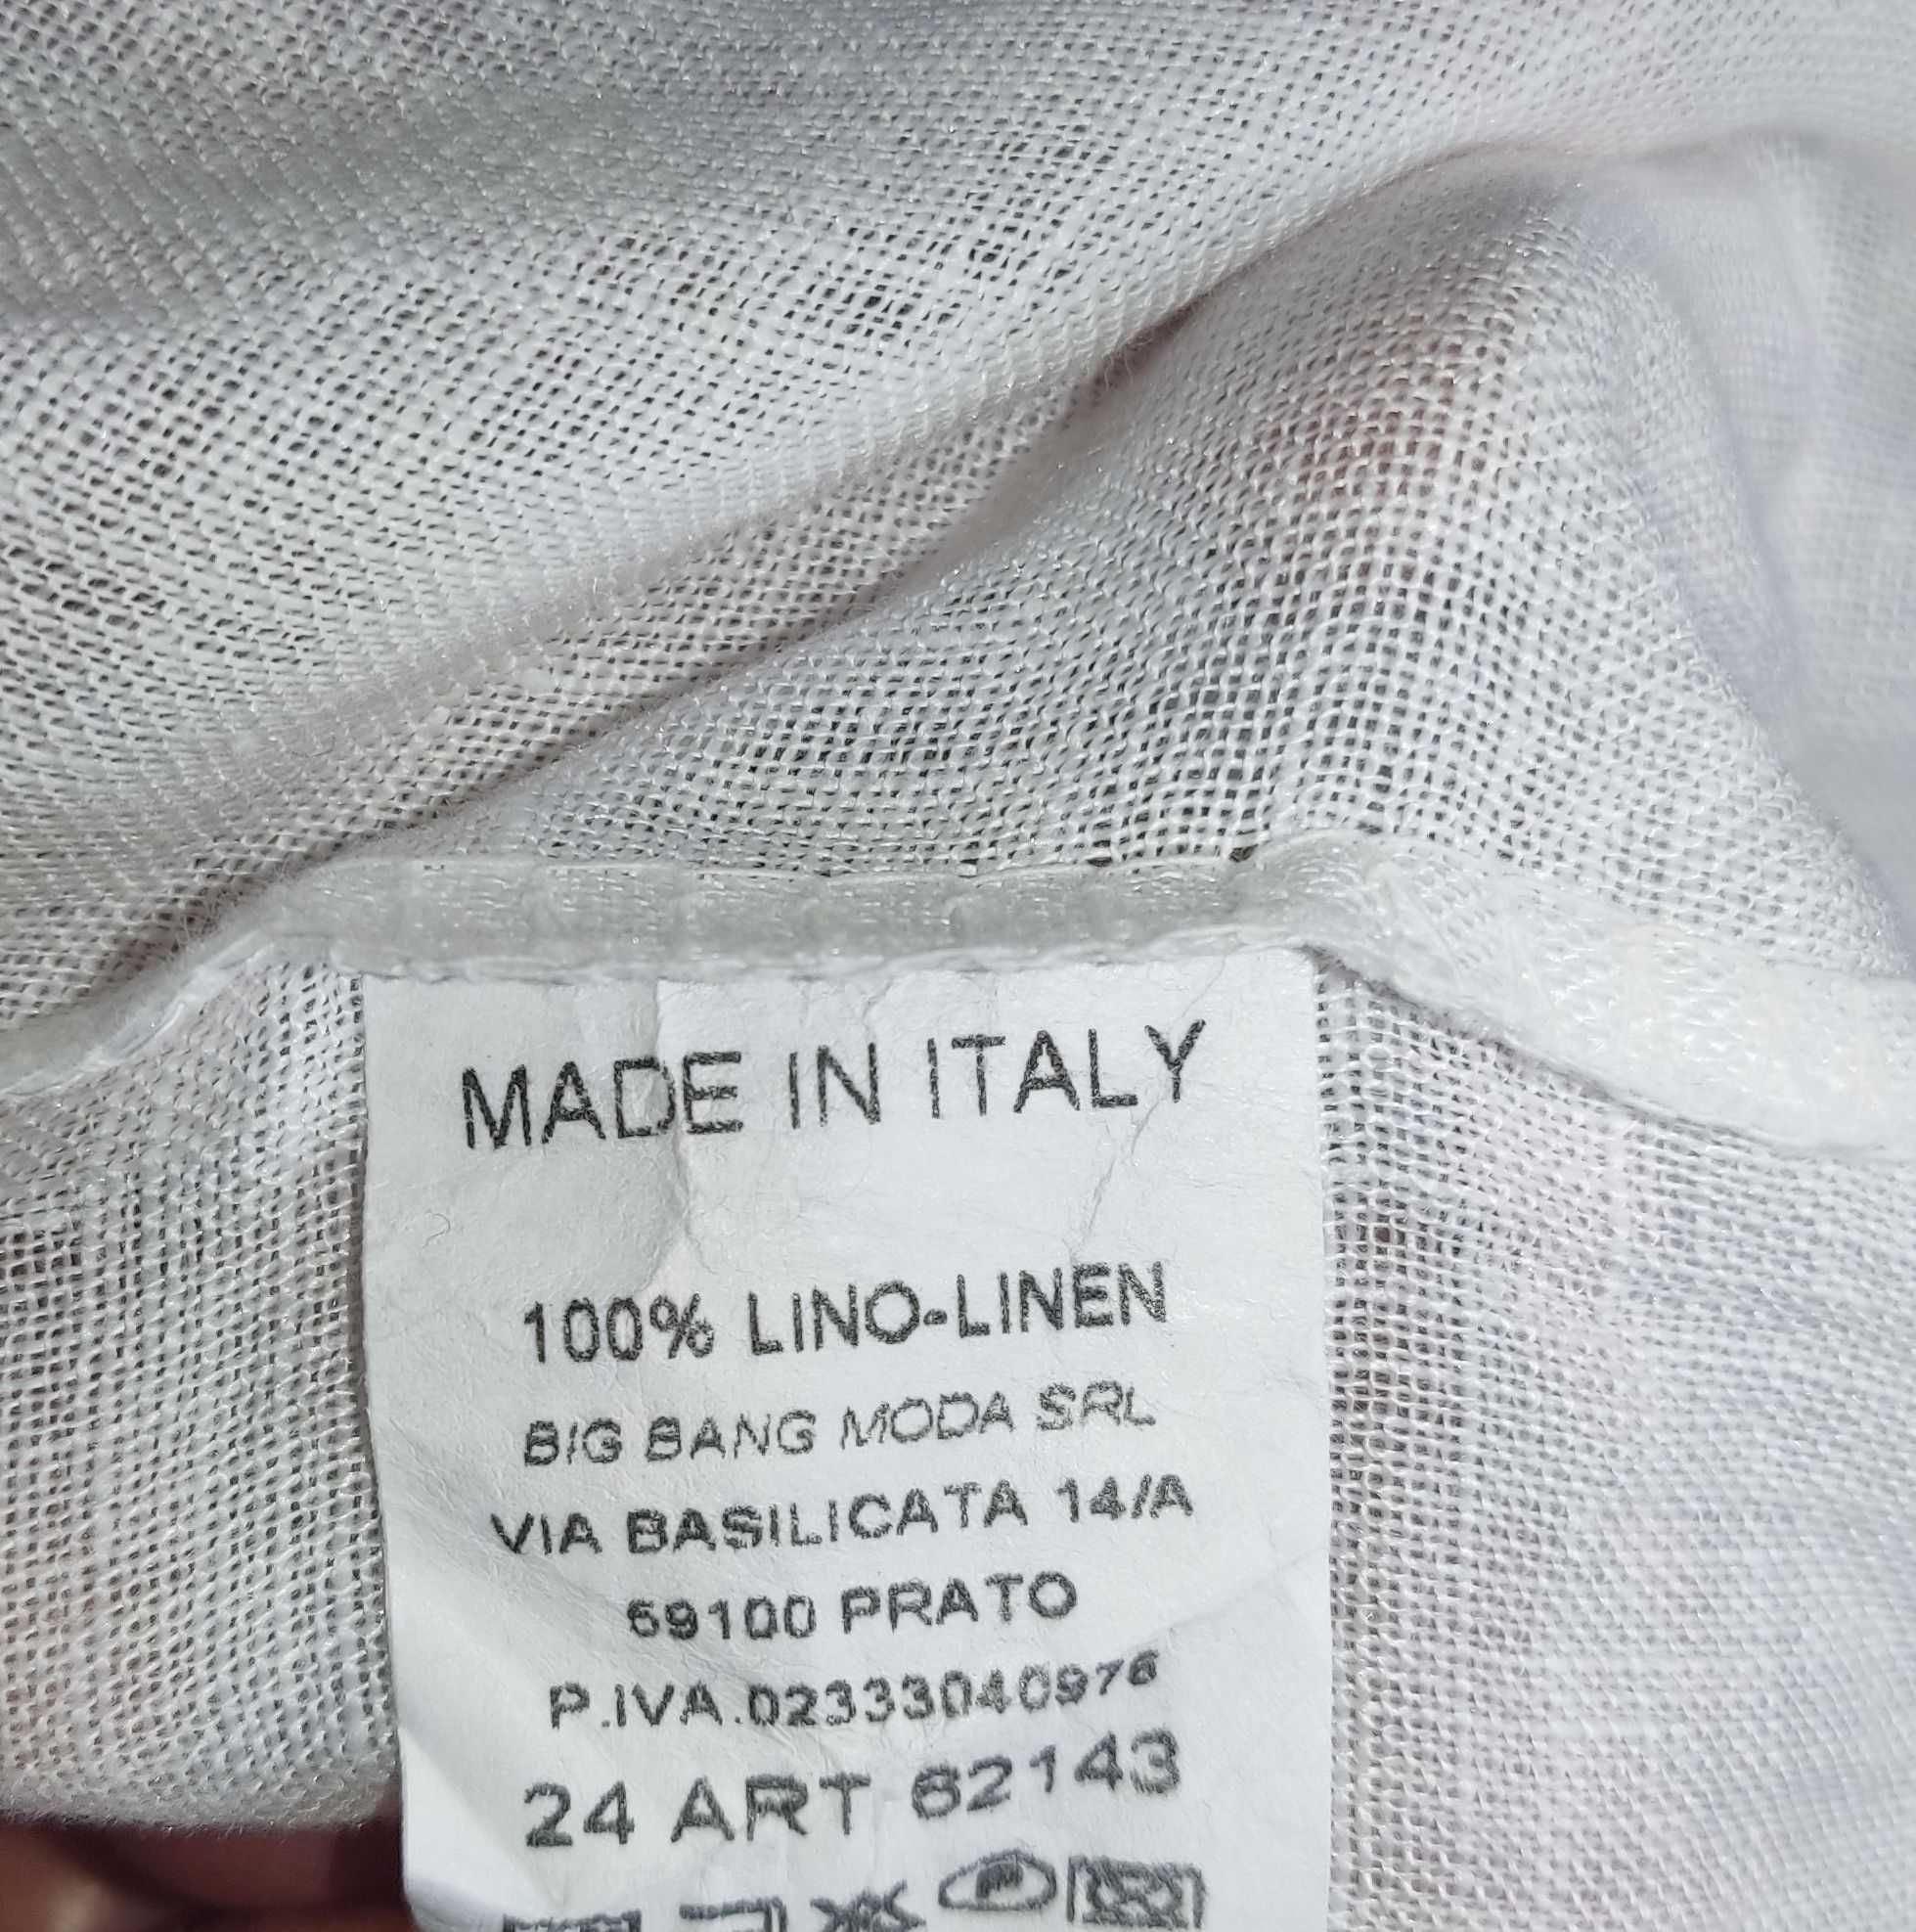 MADE IN ITALY
100% LINO-LINEN
BIG BANG MODA SRL
VIA BASILICATA 14/A
59100 PRATO
P.IVA.02333040976
24 ART 62143